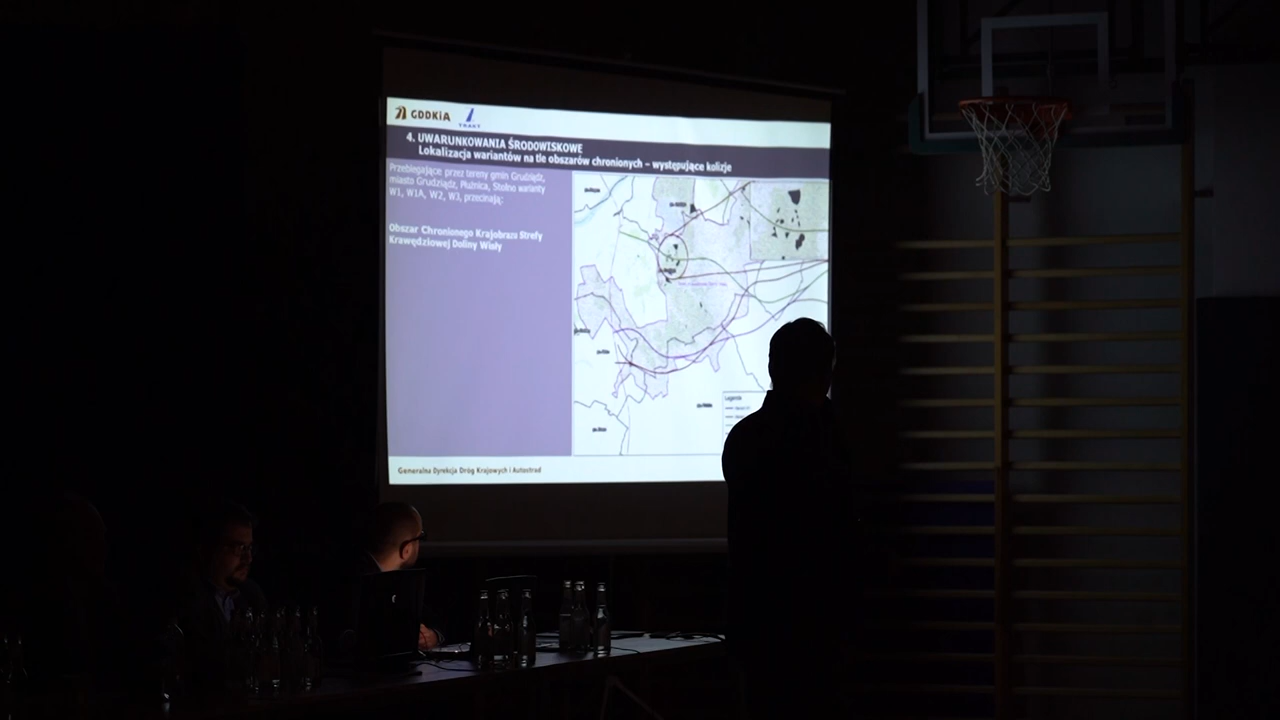 GDDKiA
TRAKT
4. UWARUNKOWANIA ŚRODOWISKOWE
Lokalizacja wariantów na tle obszarów chronionych – występujące kolizje
Przebiegające przez tereny gmin Grudziądz,
miasto Grudziądz, Płużnica, Stolno warianty
W1, W1A, W2, W3, przecinają:
Obszar Chronionego Krajobrazu Strefy
Krawędziowej Doliny Wisły
Legenda
Generalna Dyrekcja Dróg Krajowych i Autostrad